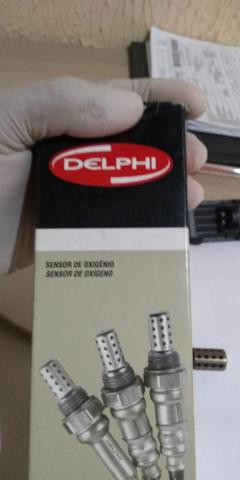 DELPHI
SENSOR DE OXIGÊNIO
SENSOR DE OXÍGENO